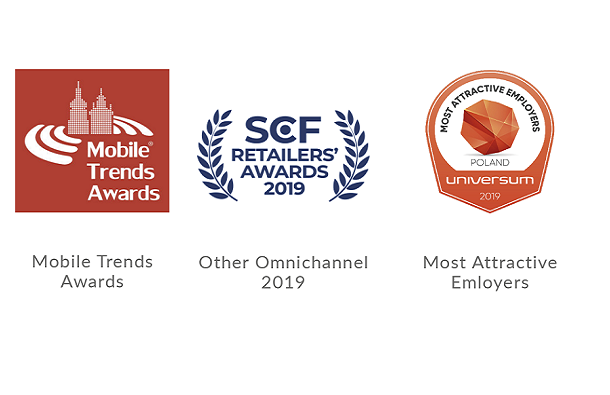 Mobile®
Trends
Awards
SCF
RETAILERS'
AWARDS
2019
MOST ATTRACTIVE EMPLOYERS
POLAND
universum
2019
Mobile Trends
Awards
Other Omnichannel
2019
Most Attractive
Emloyers